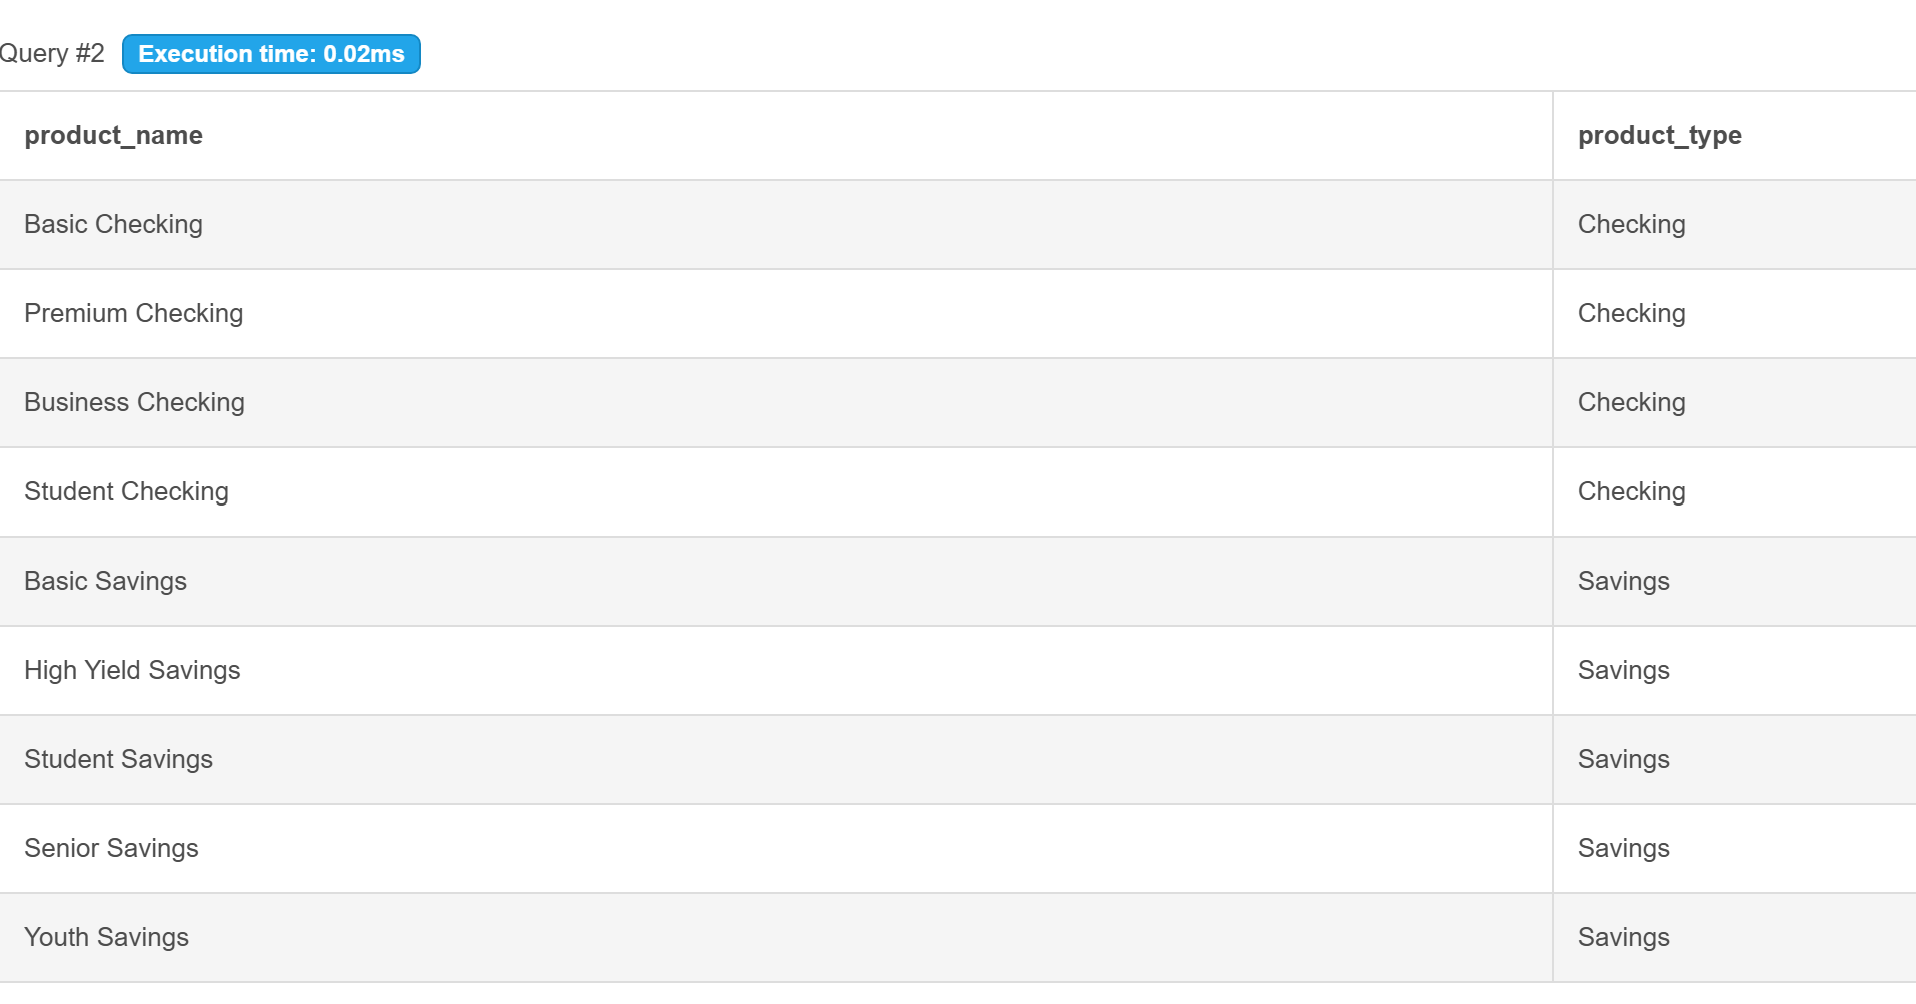 Query #2 Execution time: 0.02ms
product_name product_type
Basic Checking Checking
Premium Checking Checking
Business Checking Checking
Student Checking Checking
Basic Savings Savings
High Yield Savings Savings
Student Savings Savings
Senior Savings Savings
Youth Savings Savings